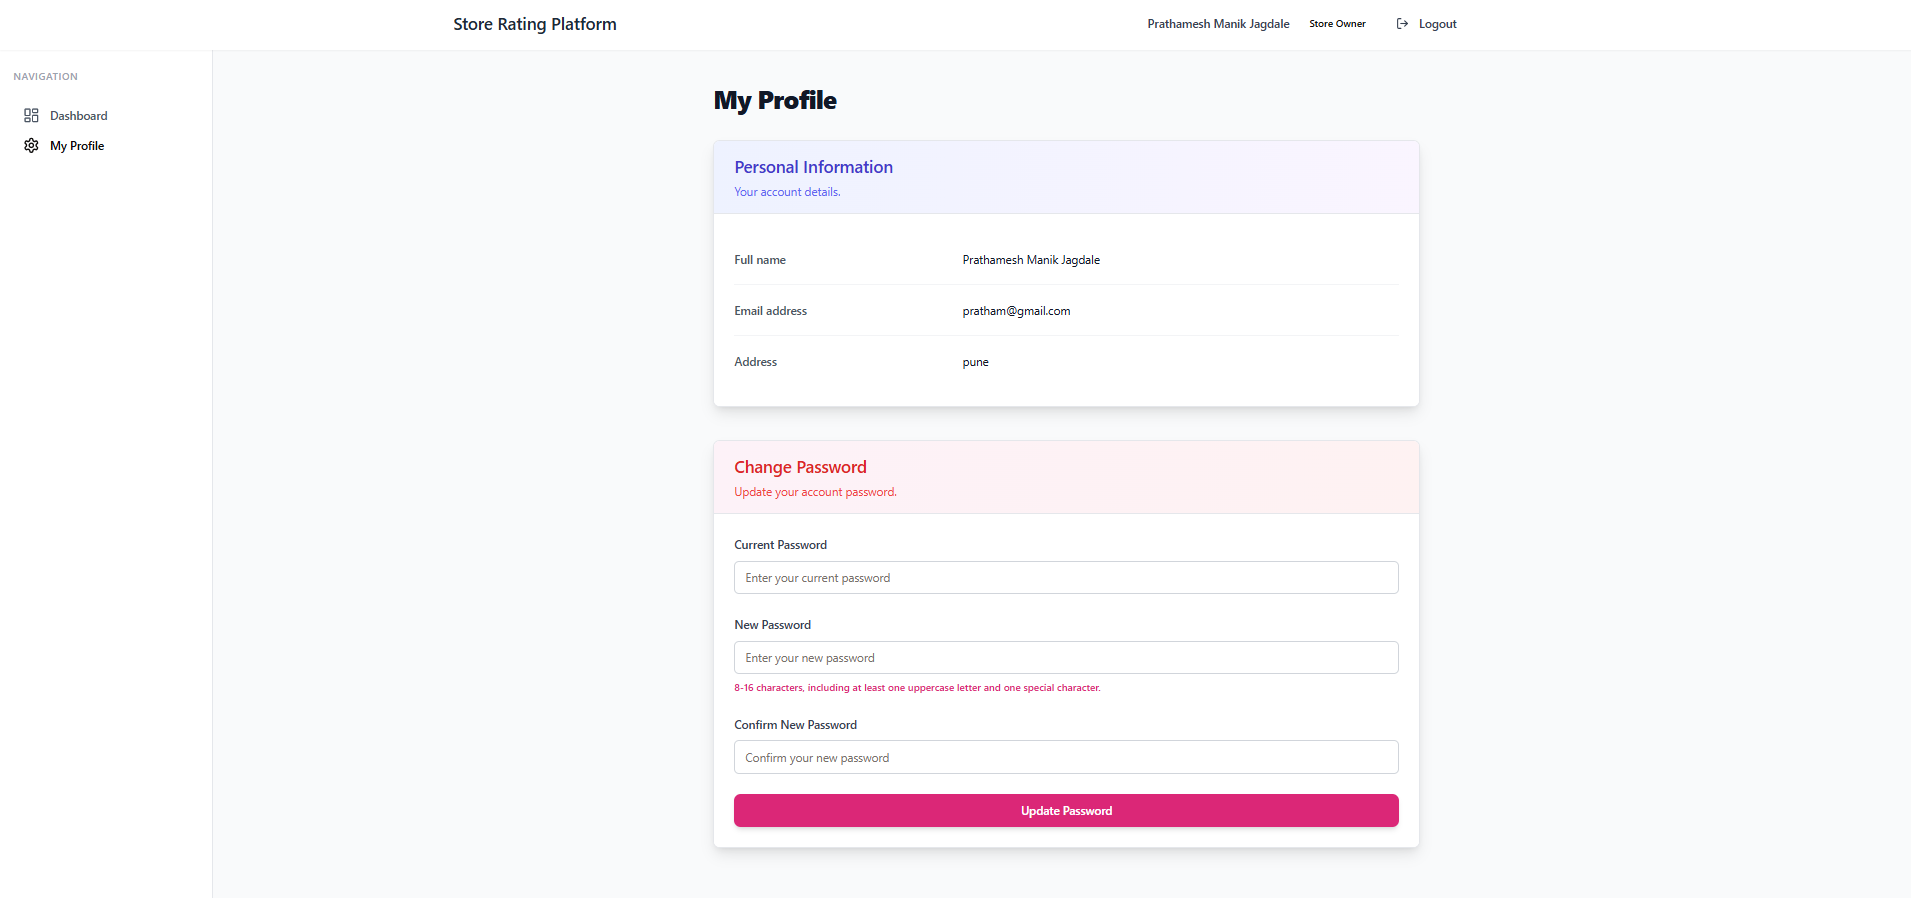 Store Rating Platform
Prathamesh Manik Jagdale Store Owner Logout
NAVIGATION
Dashboard
My Profile
My Profile
Personal Information
Your account details.
Full name Prathamesh Manik Jagdale
Email address pratham@gmail.com
Address pune
Change Password
Update your account password.
Current Password
Enter your current password
New Password
Enter your new password
8-16 characters, including at least one uppercase letter and one special character.
Confirm New Password
Confirm your new password
Update Password